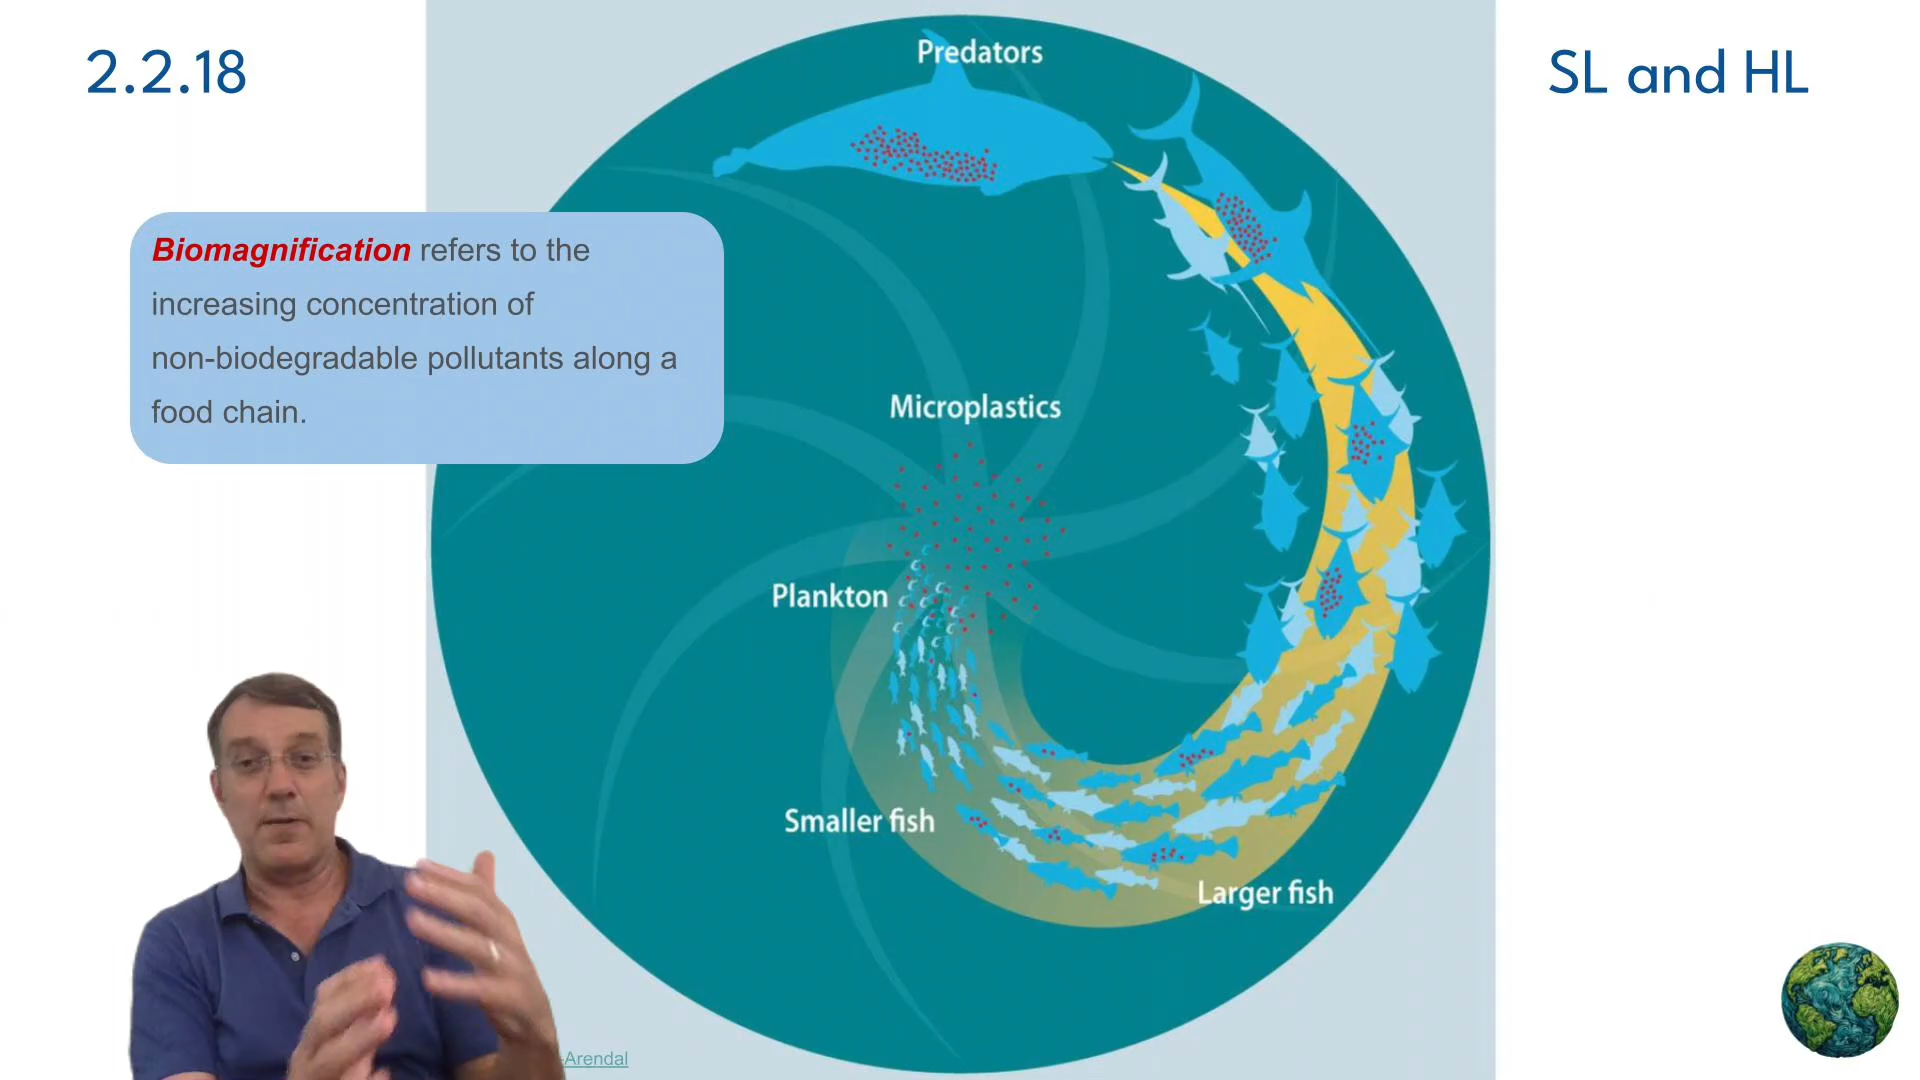 2.2.18
SL and HL
Predators
Biomagnification refers to the
increasing concentration of
non-biodegradable pollutants along a
food chain.
Microplastics
Plankton
Smaller fish
Larger fish
-Arendal